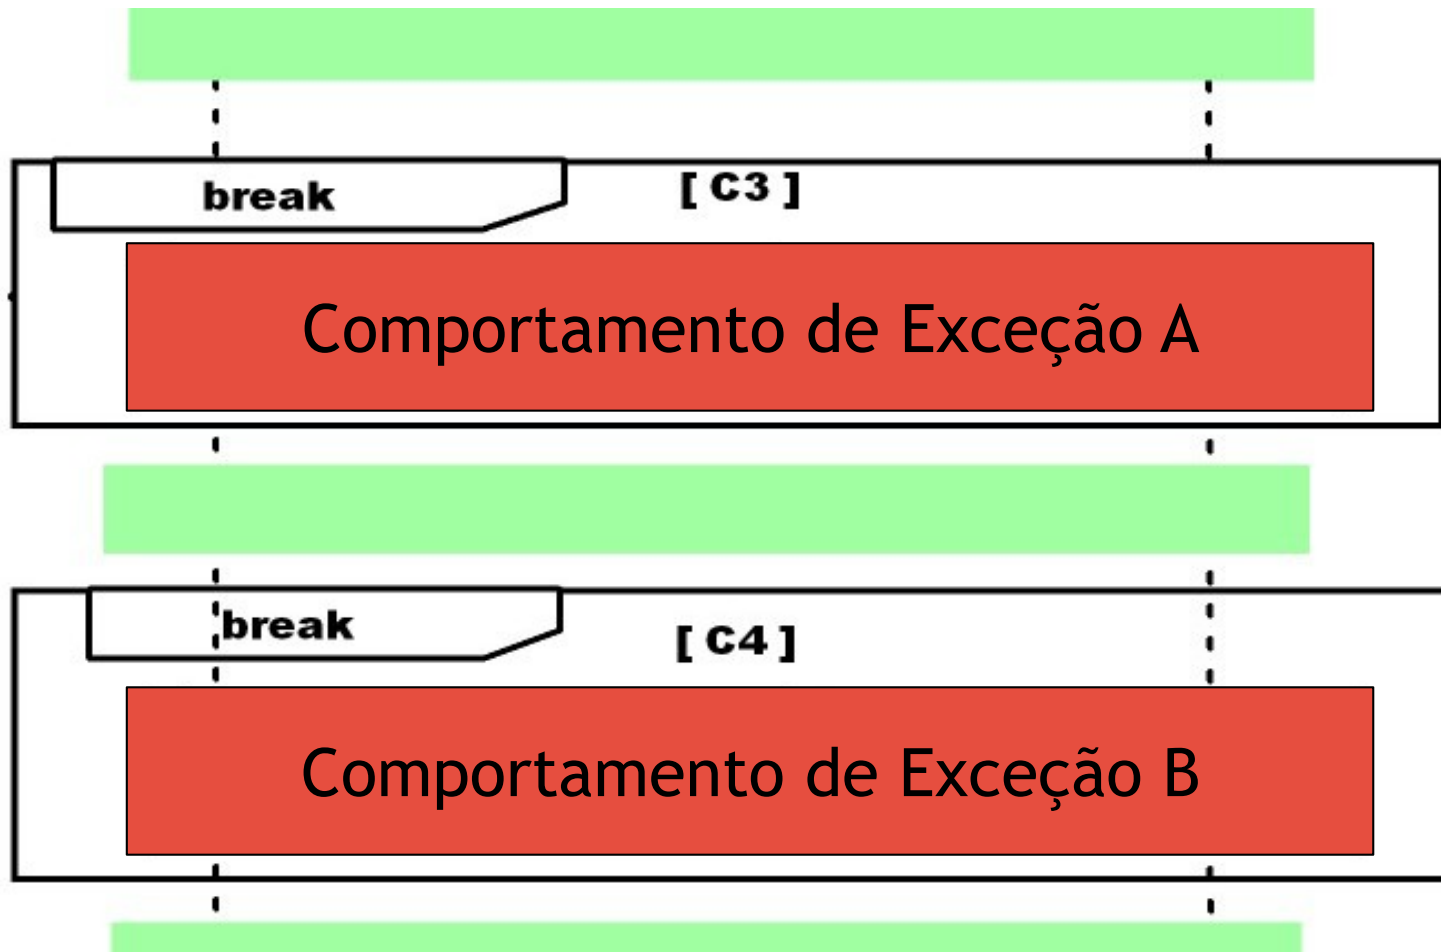 break
[ C3 ]
Comportamento de Exceção A
break
[ C4 ]
Comportamento de Exceção B